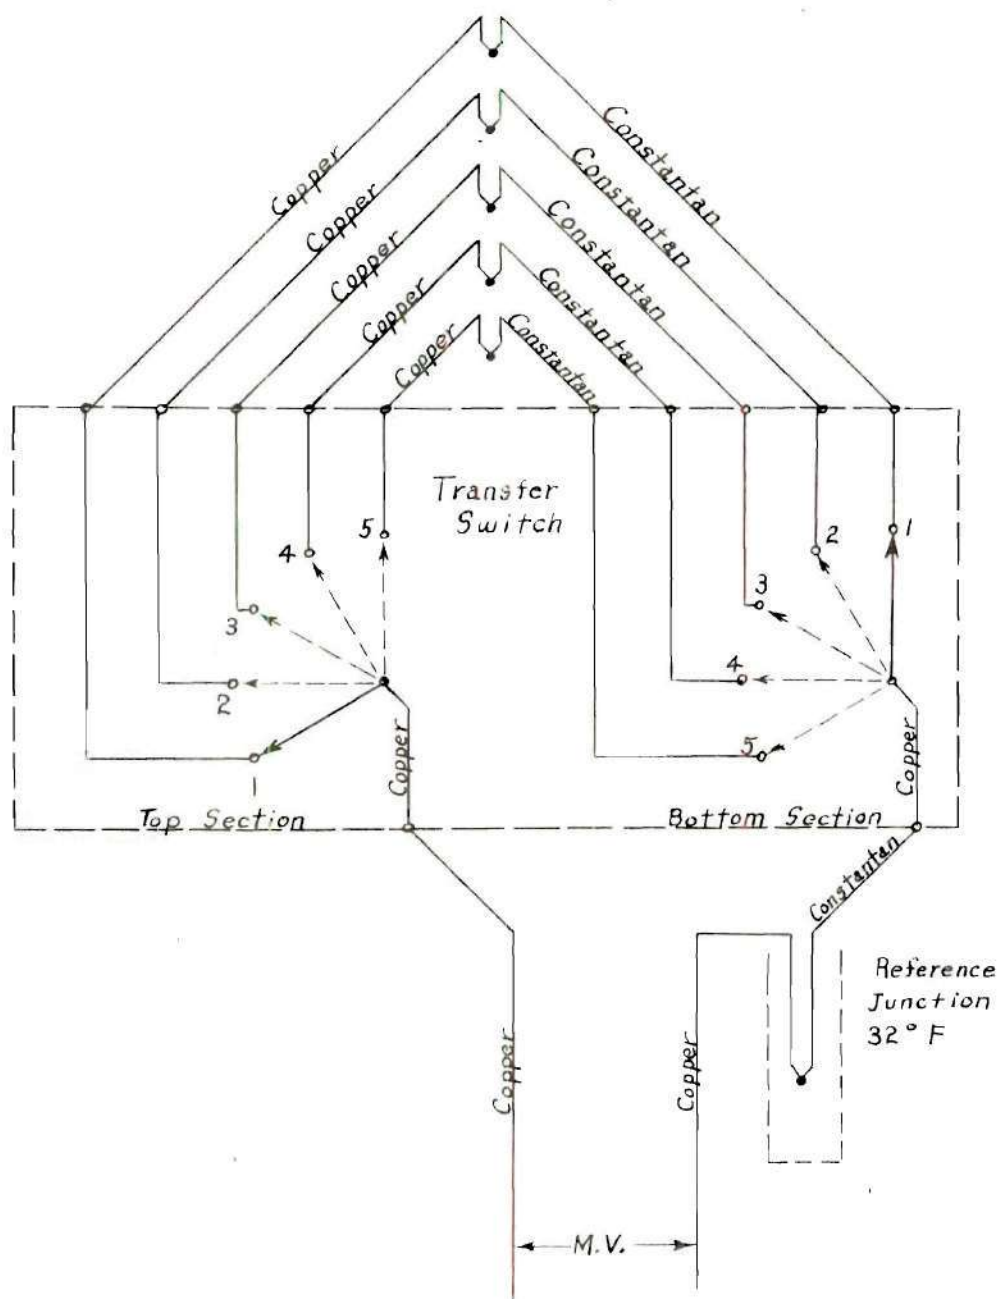 Copper
Constantan
Copper
Constantan
Copper
Constantan
Copper
Constantan
Copper
Constantan
Transfer
Switch
5
4
3
2
1
1
2
3
4
5
Copper
Copper
Top Section
Bottom Section
Constantan
Reference
Junction
32° F
Copper
Copper
M.V.